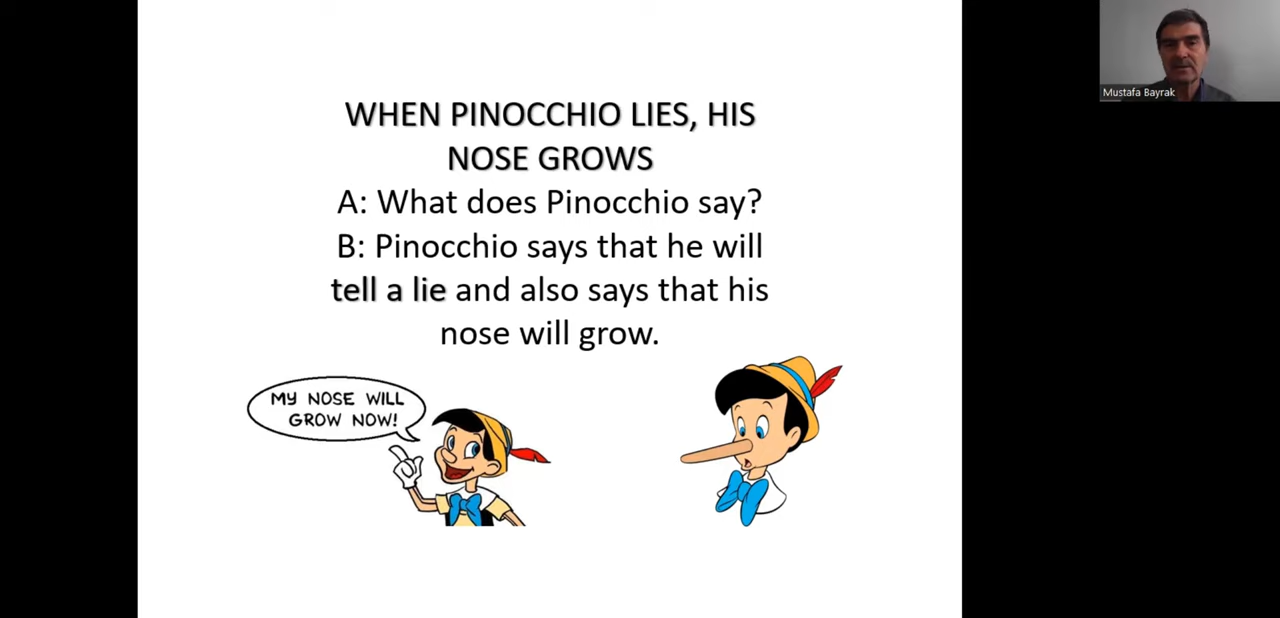 WHEN PINOCCHIO LIES, HIS
NOSE GROWS
A: What does Pinocchio say?
B: Pinocchio says that he will
tell a lie and also says that his
nose will grow.
MY NOSE WILL
GROW NOW!
Mustafa Bayrak